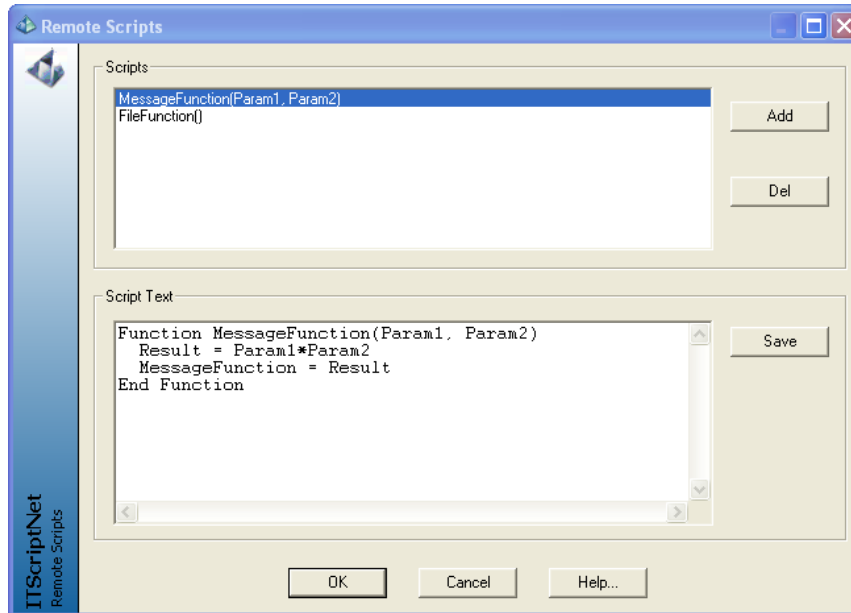 Remote Scripts
Scripts
MessageFunction(Param1, Param2)
FileFunction()
Add
Del
Script Text
Function MessageFunction(Param1, Param2)
  Result = Param1*Param2
  MessageFunction = Result
End Function
Save
ITScriptNet
Remote Scripts
OK
Cancel
Help...